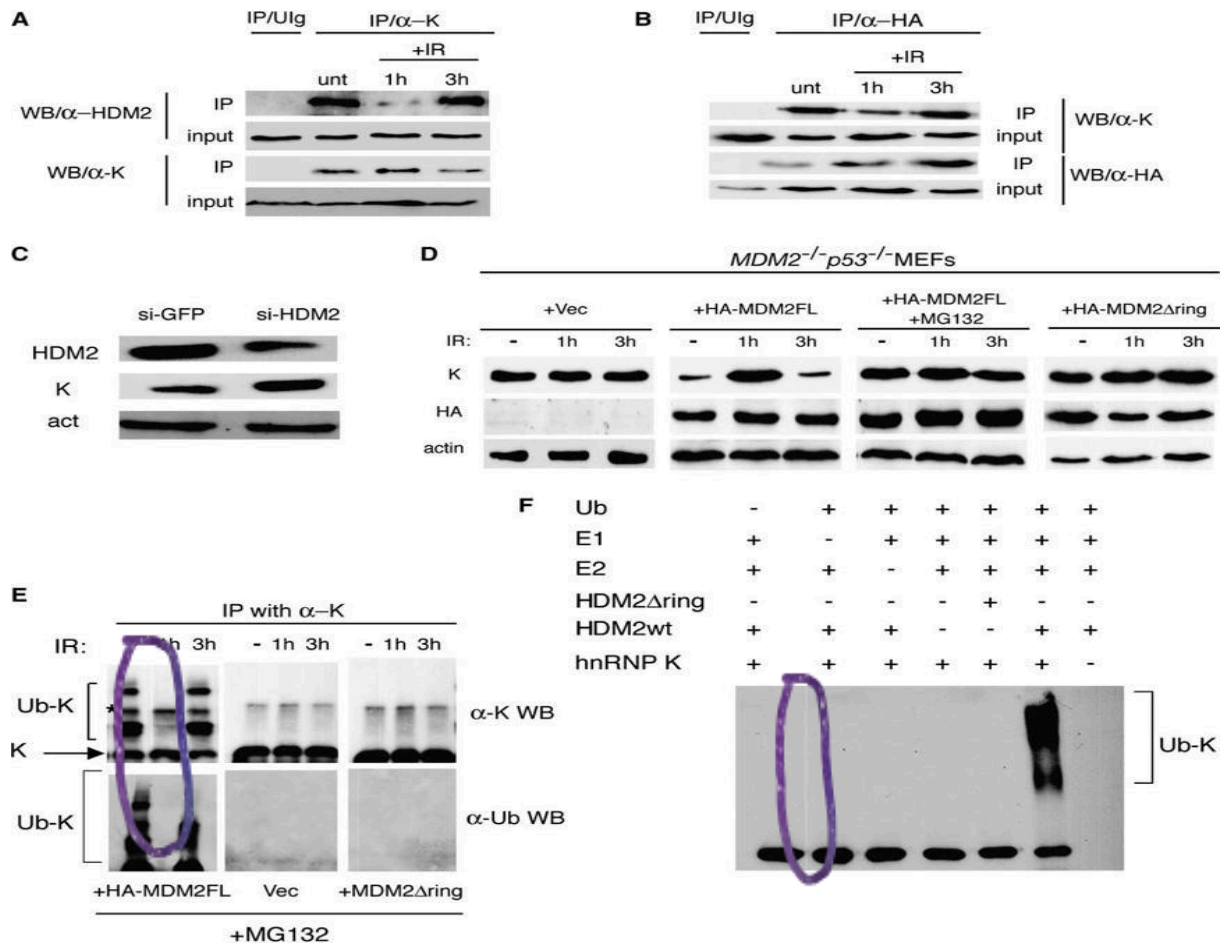 A
IP/UIg IP/α-K
+IR
unt 1h 3h
WB/α-HDM2
IP
input
WB/α-K
IP
input
B
IP/UIg IP/α-HA
+IR
unt 1h 3h
IP
input
WB/α-K
IP
input
WB/α-HA
C
si-GFP si-HDM2
HDM2
K
act
D
MDM2-/-p53-/-MEFs
+Vec +HA-MDM2FL +HA-MDM2FL +HA-MDM2Δring
+MG132
IR: - 1h 3h - 1h 3h - 1h 3h - 1h 3h
K
HA
actin
E
IP with α-K
IR: h 3h - 1h 3h - 1h 3h
Ub-K
*
K
α-K WB
Ub-K
α-Ub WB
+HA-MDM2FL Vec +MDM2Δring
+MG132
F
Ub - + + + + + +
E1 + - + + + + +
E2 + + - + + + +
HDM2Δring - - - - + - -
HDM2wt + + + - - + +
hnRNP K + + + + + + -
Ub-K